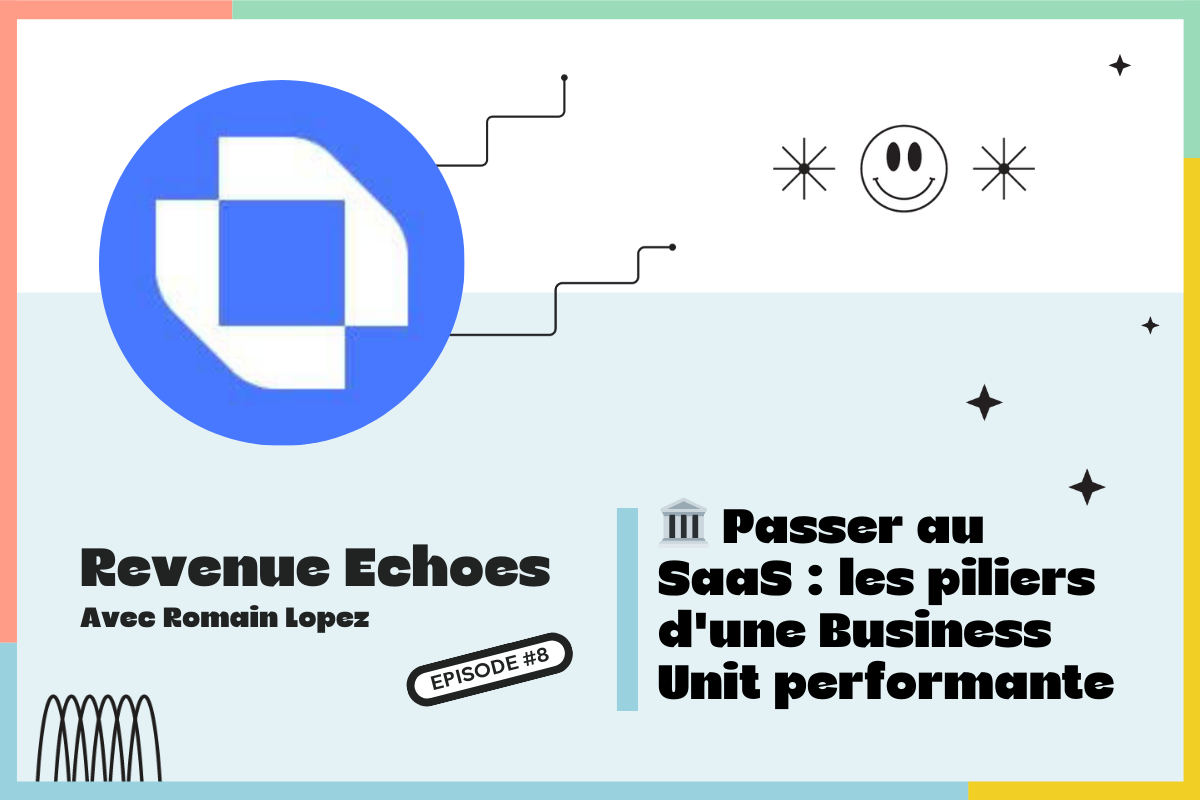 Revenue Echoes
Avec Romain Lopez
EPISODE #8
🏛️ Passer au
SaaS : les piliers
d'une Business
Unit performante